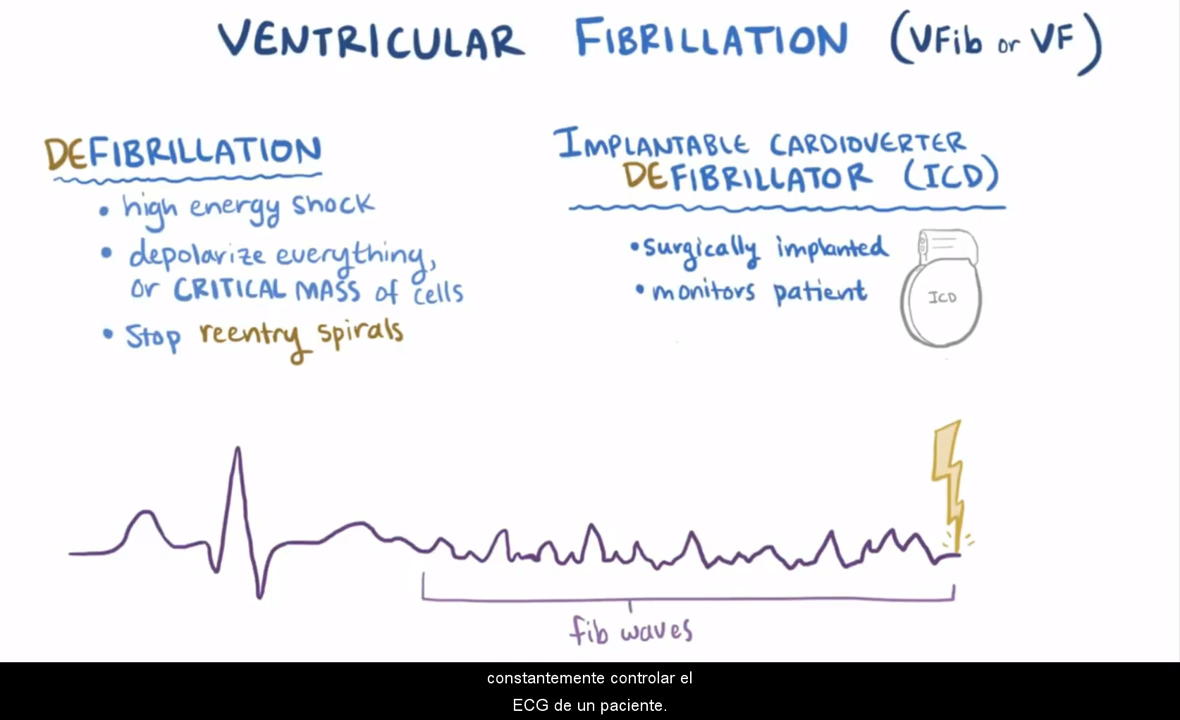 VENTRICULAR FIBRILLATION (VFib or VF)
DEFIBRILLATION
• high energy shock
• depolarize everything,
or CRITICAL MASS of cells
• Stop reentry spirals
IMPLANTABLE CARDIOVERTER
DEFIBRILLATOR (ICD)
• surgically implanted
• monitors patient
ICD
fib waves
constantemente controlar el
ECG de un paciente.